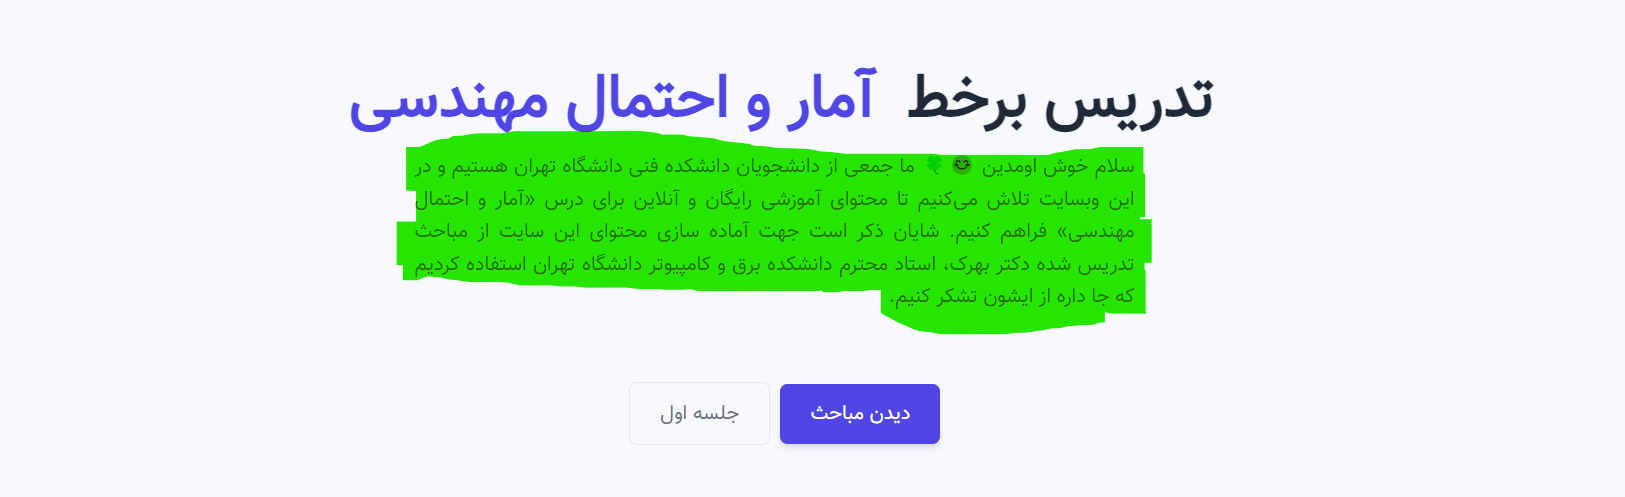 تدریس برخط آمار و احتمال مهندسی
سلام خوش اومدین 😊 🍀 ما جمعی از دانشجویان دانشکده فنی دانشگاه تهران هستیم و در
این وبسایت تلاش می‌کنیم تا محتوای آموزشی رایگان و آنلاین برای درس «آمار و احتمال
مهندسی» فراهم کنیم. شایان ذکر است جهت آماده سازی محتوای این سایت از مباحث
تدریس شده دکتر بهرک، استاد محترم دانشکده برق و کامپیوتر دانشگاه تهران استفاده کردیم
که جا داره از ایشون تشکر کنیم.
دیدن مباحث
جلسه اول